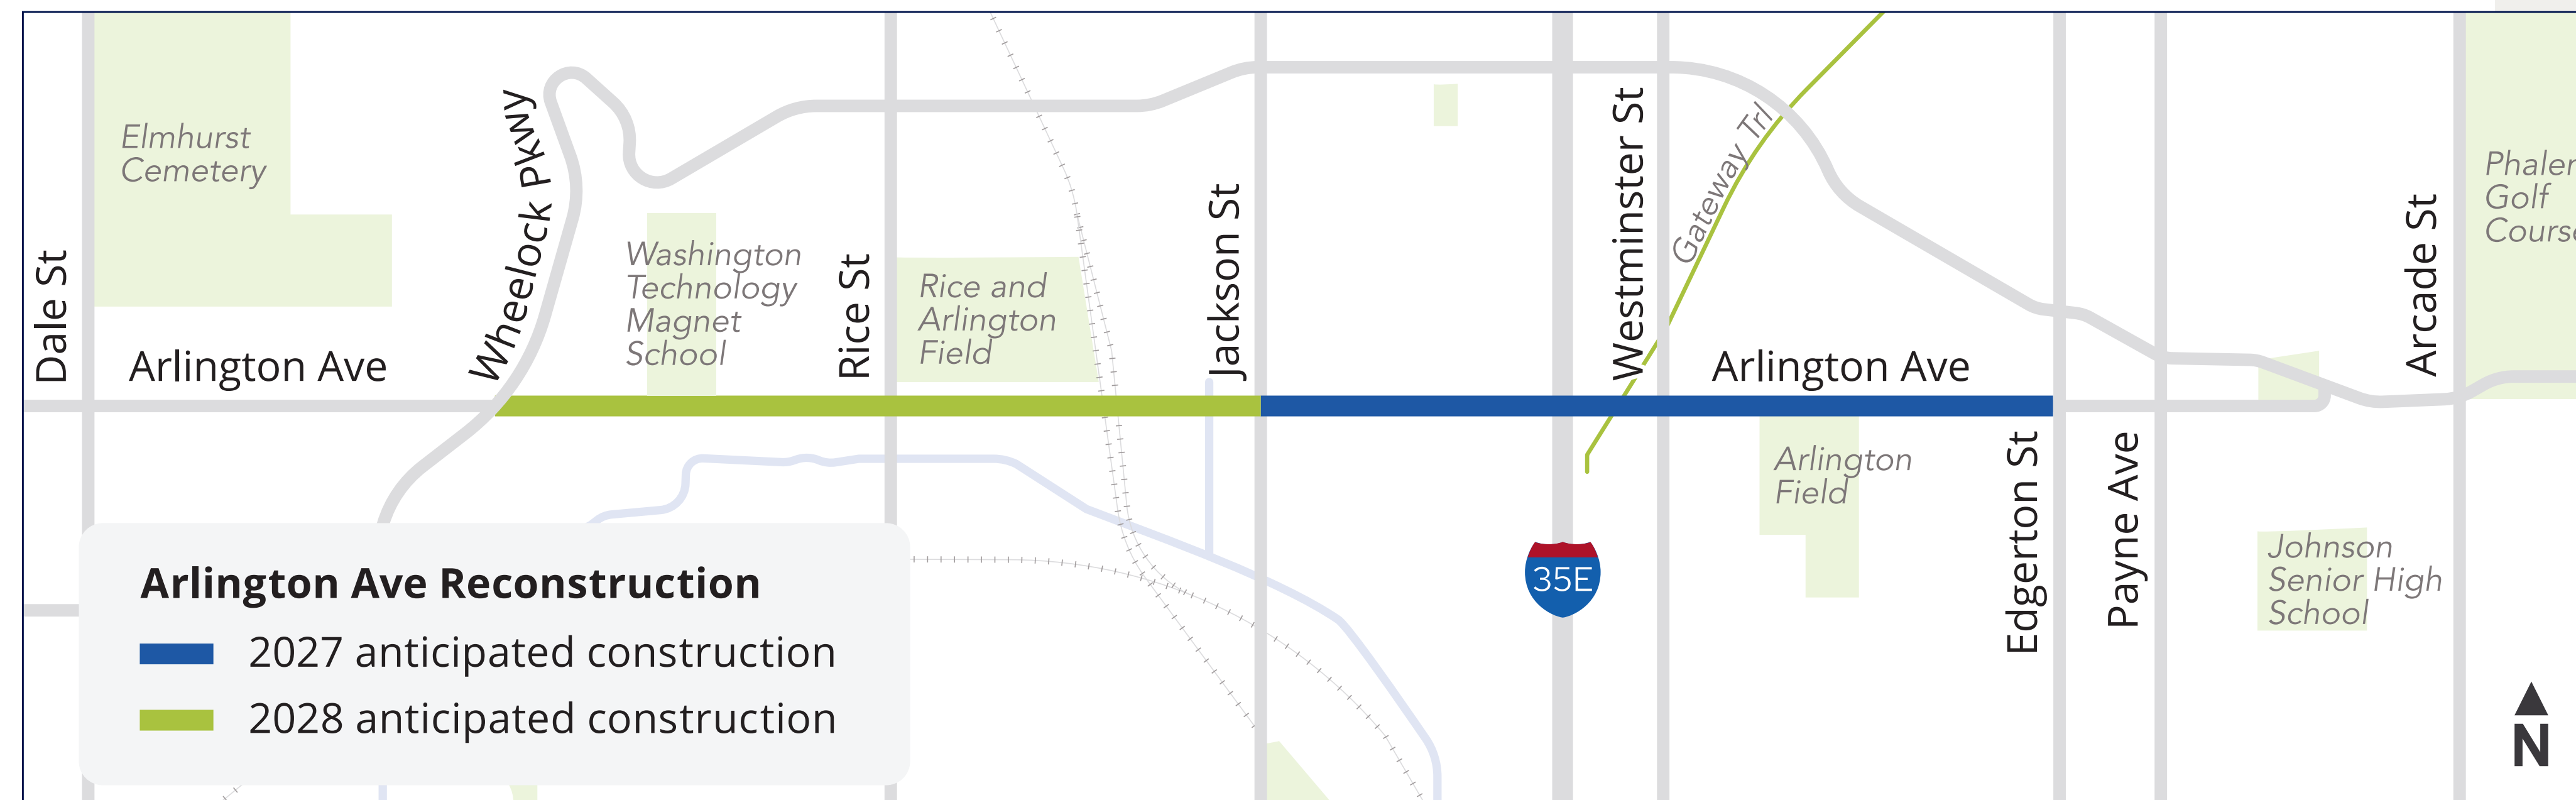 Elmhurst
Cemetery
Dale St
Arlington Ave
Wheelock Pkwy
Washington
Technology
Magnet
School
Rice St
Rice and
Arlington
Field
Jackson St
Westminster St
Gateway Trl
Arlington Ave
Arcade St
Phalen
Golf
Course
Arlington
Field
35E
Edgerton St
Payne Ave
Johnson
Senior High
School
Arlington Ave Reconstruction
2027 anticipated construction
2028 anticipated construction
N